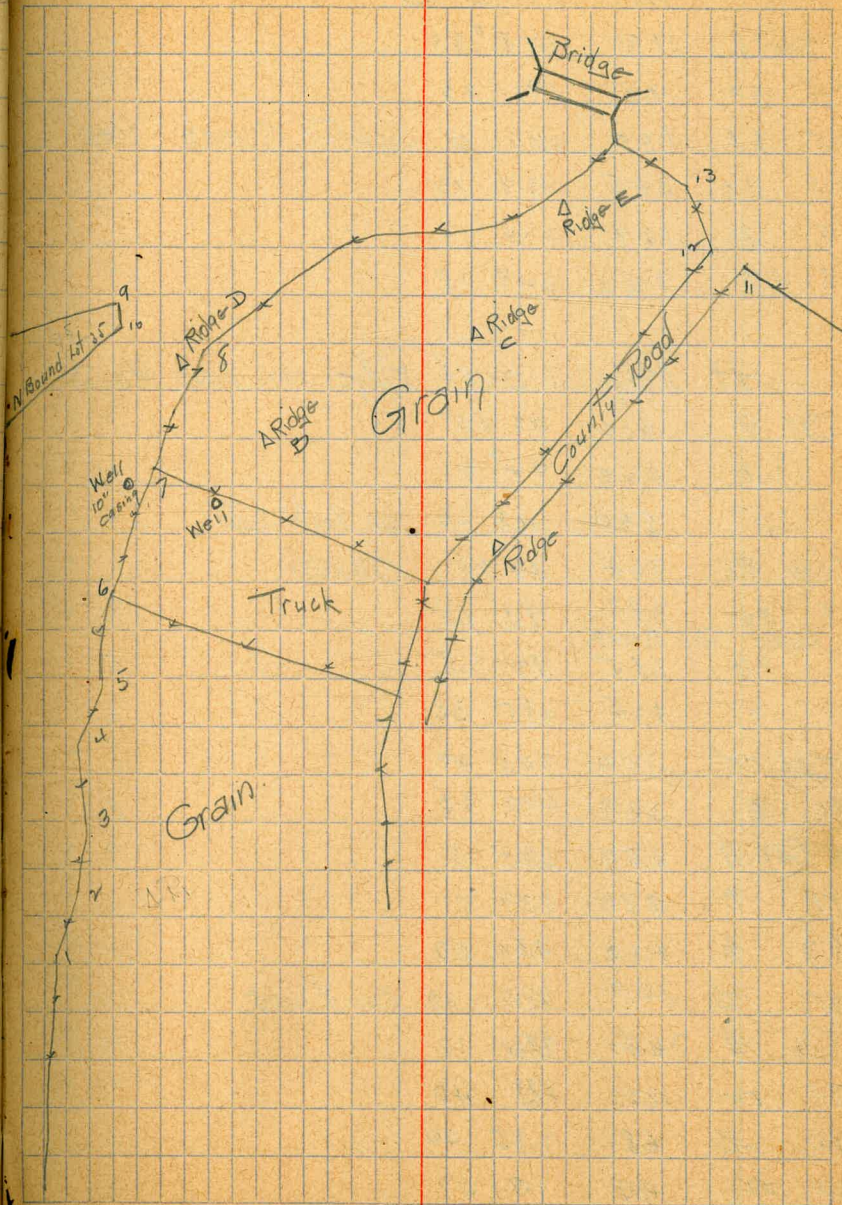 Bridge
13
Ridge E
12
11
9
10
N Bound Lot 35
Ridge D
8
Ridge
C
County Road
Grain
Ridge
B
Well
10"
Casing
7
Well
Ridge
6
Truck
5
4
Grain
3
2
1